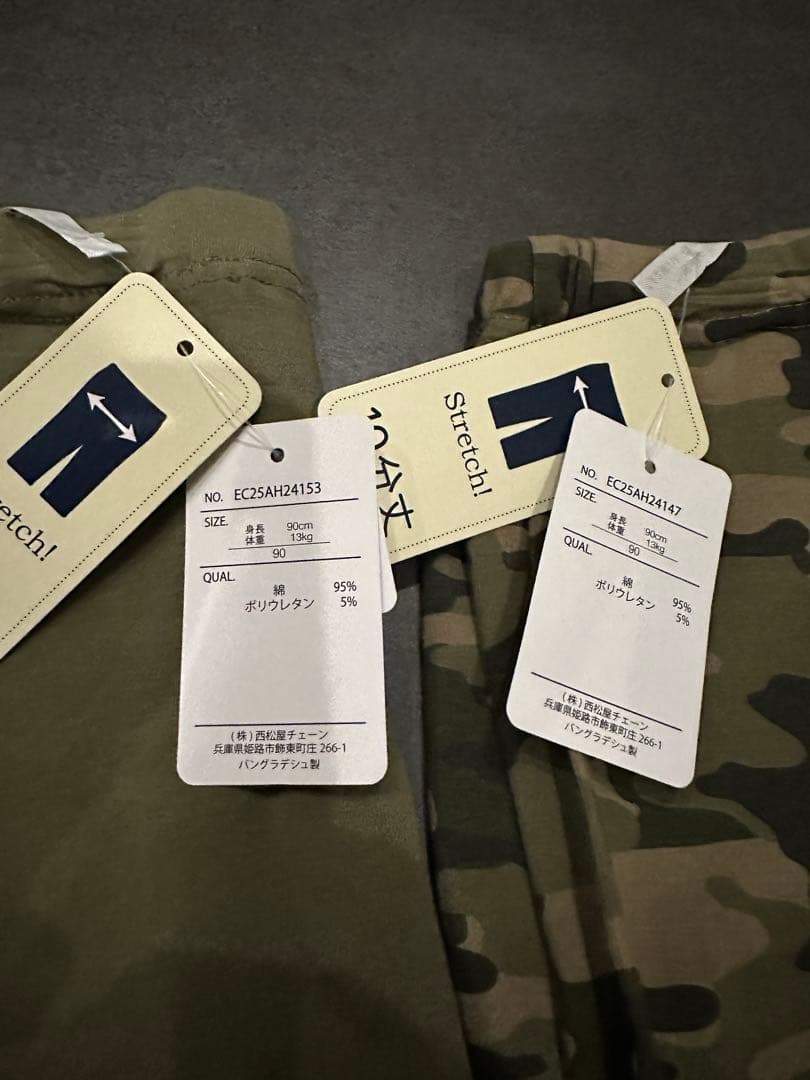 Stretch!
10分丈
Stretch!
NO. EC25AH24153
SIZE.
身長 90cm
体重 13kg
90
QUAL.
綿 95%
ポリウレタン 5%
(株)西松屋チェーン
兵庫県姫路市飾東町庄 266-1
バングラデシュ製
NO. EC25AH24147
SIZE.
身長 90cm
体重 13kg
90
QUAL.
綿 95%
ポリウレタン 5%
(株)西松屋チェーン
兵庫県姫路市飾東町庄 266-1
バングラデシュ製